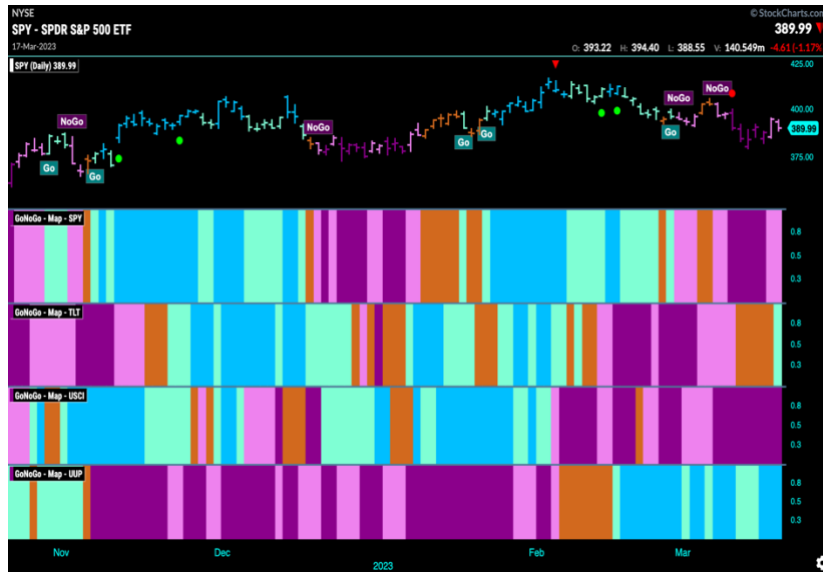 NYSE
© StockCharts.com
SPY - SPDR S&P 500 ETF
389.99
17-Mar-2023
O: 393.22 H: 394.40 L: 388.55 V: 140.549m -4.61 (-1.17%
SPY (Daily) 389.99
425.00
400.00
389.99
375.00
NoGo
Go
Go
NoGo
Go
Go
NoGo
NoGo
Go
GoNoGo - Map - SPY
0.8
0.5
0.3
GoNoGo - Map - TLT
0.8
0.5
0.3
GoNoGo - Map - USCI
0.8
0.5
0.3
GoNoGo - Map - UUP
0.8
0.5
0.3
Nov Dec 2023 Feb Mar